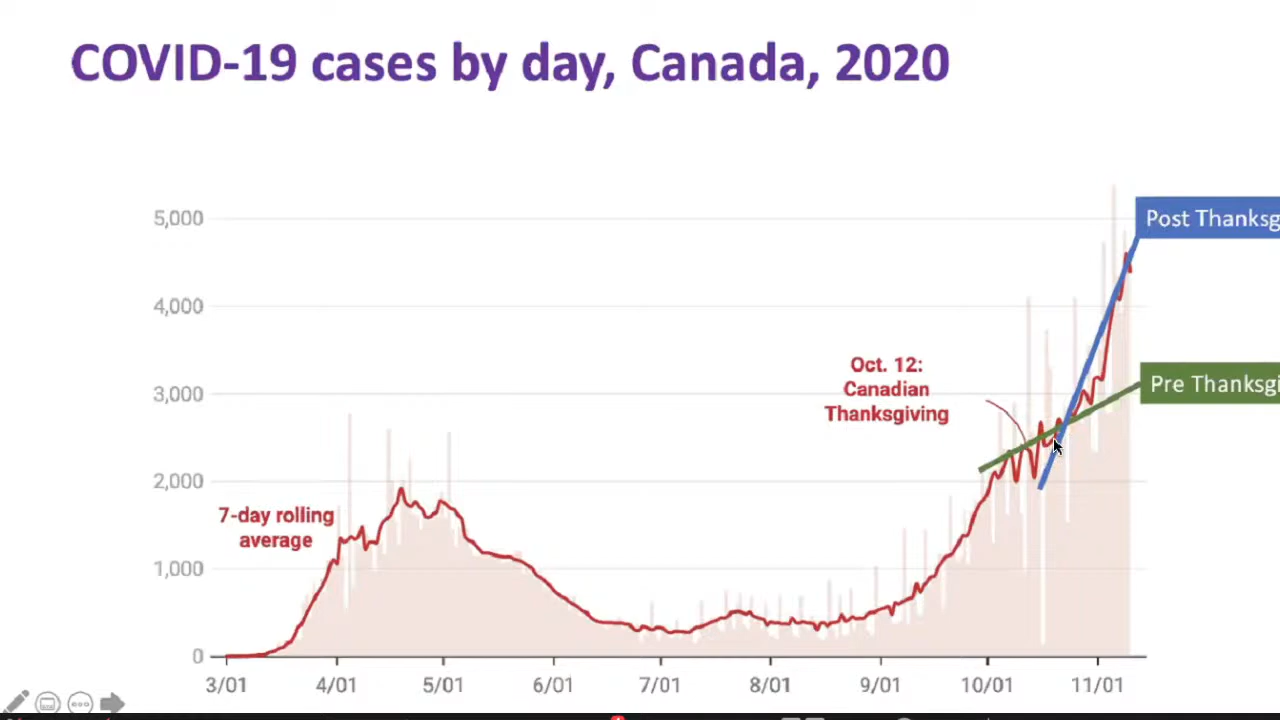 COVID-19 cases by day, Canada, 2020
5,000
Post Thanksg
4,000
Oct. 12:
Canadian
Thanksgiving
3,000
Pre Thanksgi
2,000
7-day rolling
average
1,000
0
3/01 4/01 5/01 6/01 7/01 8/01 9/01 10/01 11/01